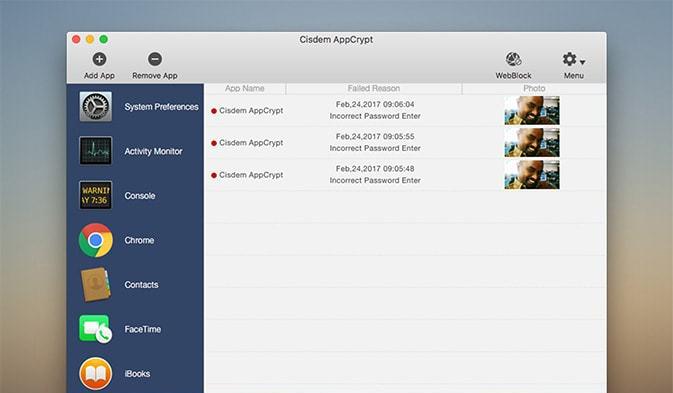 Cisdem AppCrypt
Add App
Remove App
WebBlock
Menu
App Name
Failed Reason
Photo
System Preferences
Activity Monitor
WARNIN
AY 7:36
Console
Chrome
Contacts
FaceTime
iBooks
Cisdem AppCrypt
Feb,24,2017 09:06:04
Incorrect Password Enter
Cisdem AppCrypt
Feb,24,2017 09:05:55
Incorrect Password Enter
Cisdem AppCrypt
Feb,24,2017 09:05:48
Incorrect Password Enter